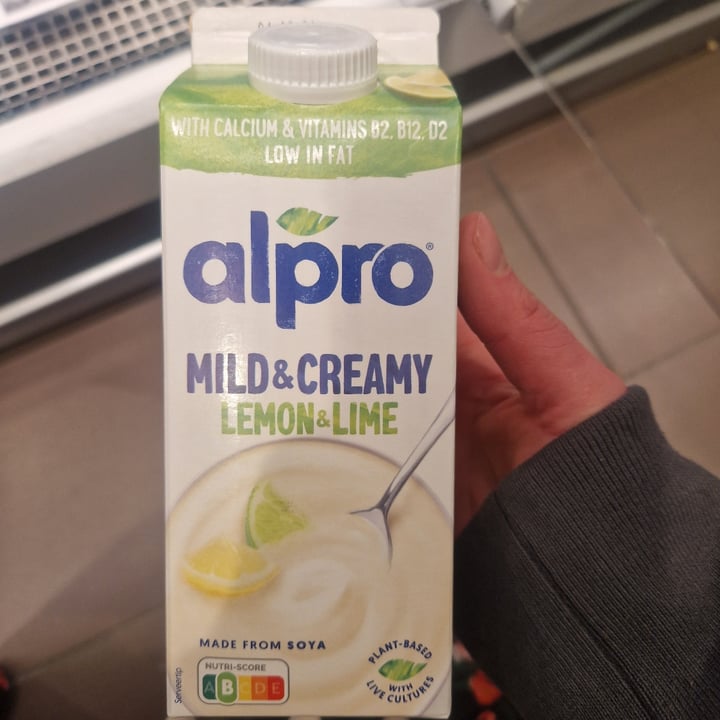 WITH CALCIUM & VITAMINS B2, B12, D2
LOW IN FAT
alpro®
MILD & CREAMY
LEMON & LIME
MADE FROM SOYA
NUTRI-SCORE
A B C D E
PLANT-BASED
WITH
LIVE CULTURES
Serveertip